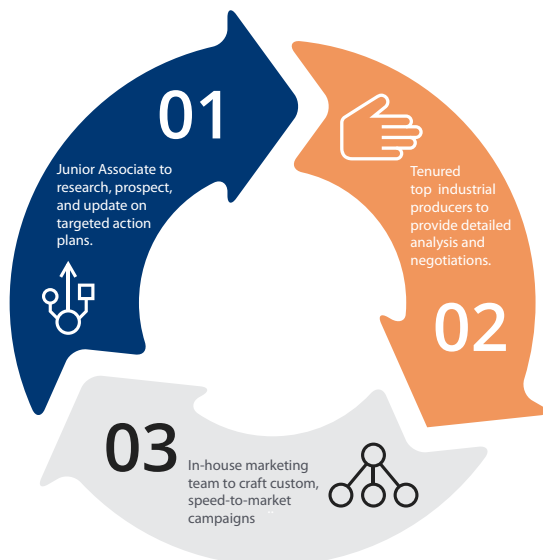 01
Junior Associate to
research, prospect,
and update on
targeted action
plans.
Tenured
top industrial
producers to
provide detailed
analysis and
negotiations.
02
03
In-house marketing
team to craft custom,
speed-to-market
campaigns